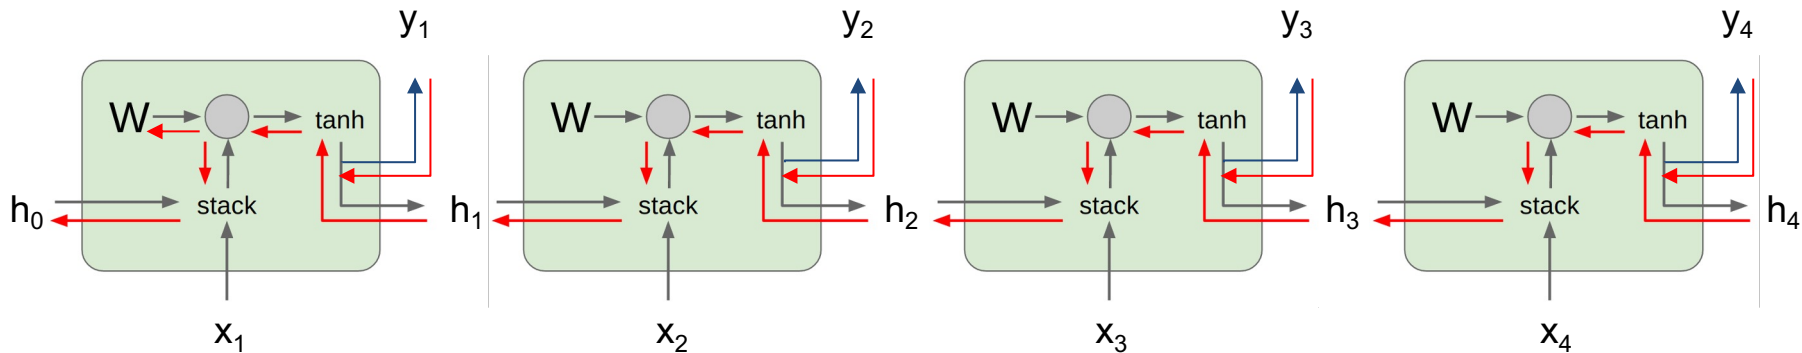 y₁ y₂ y₃ y₄
W tanh W tanh W tanh W tanh
h₀ stack h₁ stack h₂ stack h₃ stack h₄
x₁ x₂ x₃ x₄